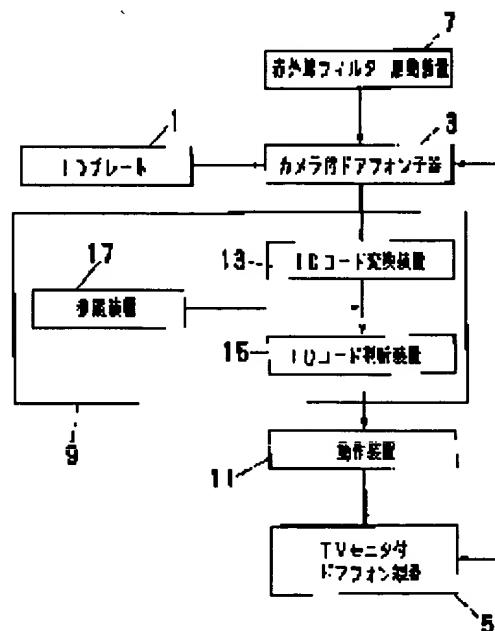 7
赤外線フィルター駆動装置
1
3
IDプレート
カメラ付ドアフォン子器
17
13
IDコード変換装置
装置
15
IDコード判断装置
9
動作装置
11
TVモニタ付
ドアフォン親器
5